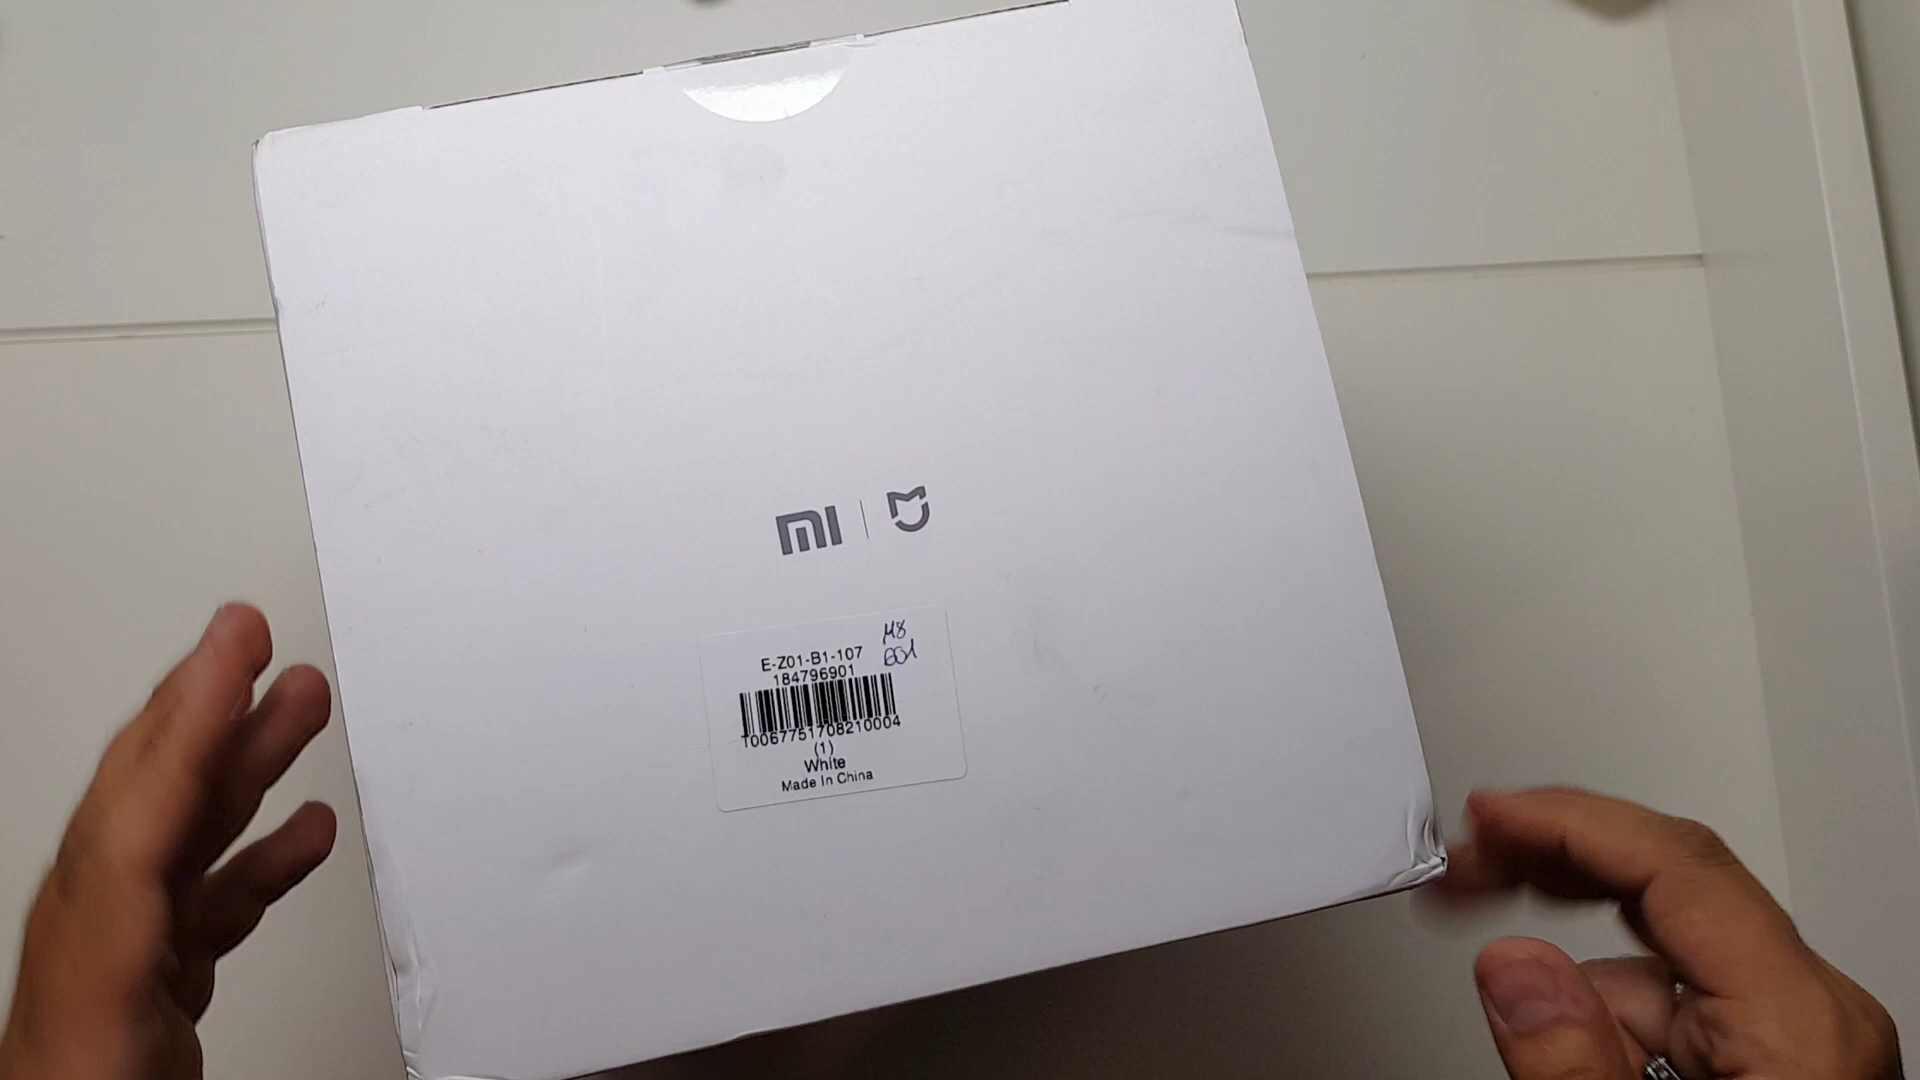 mi
E-Z01-B1-107
184796901
10067751708210004
(1)
White
Made In China